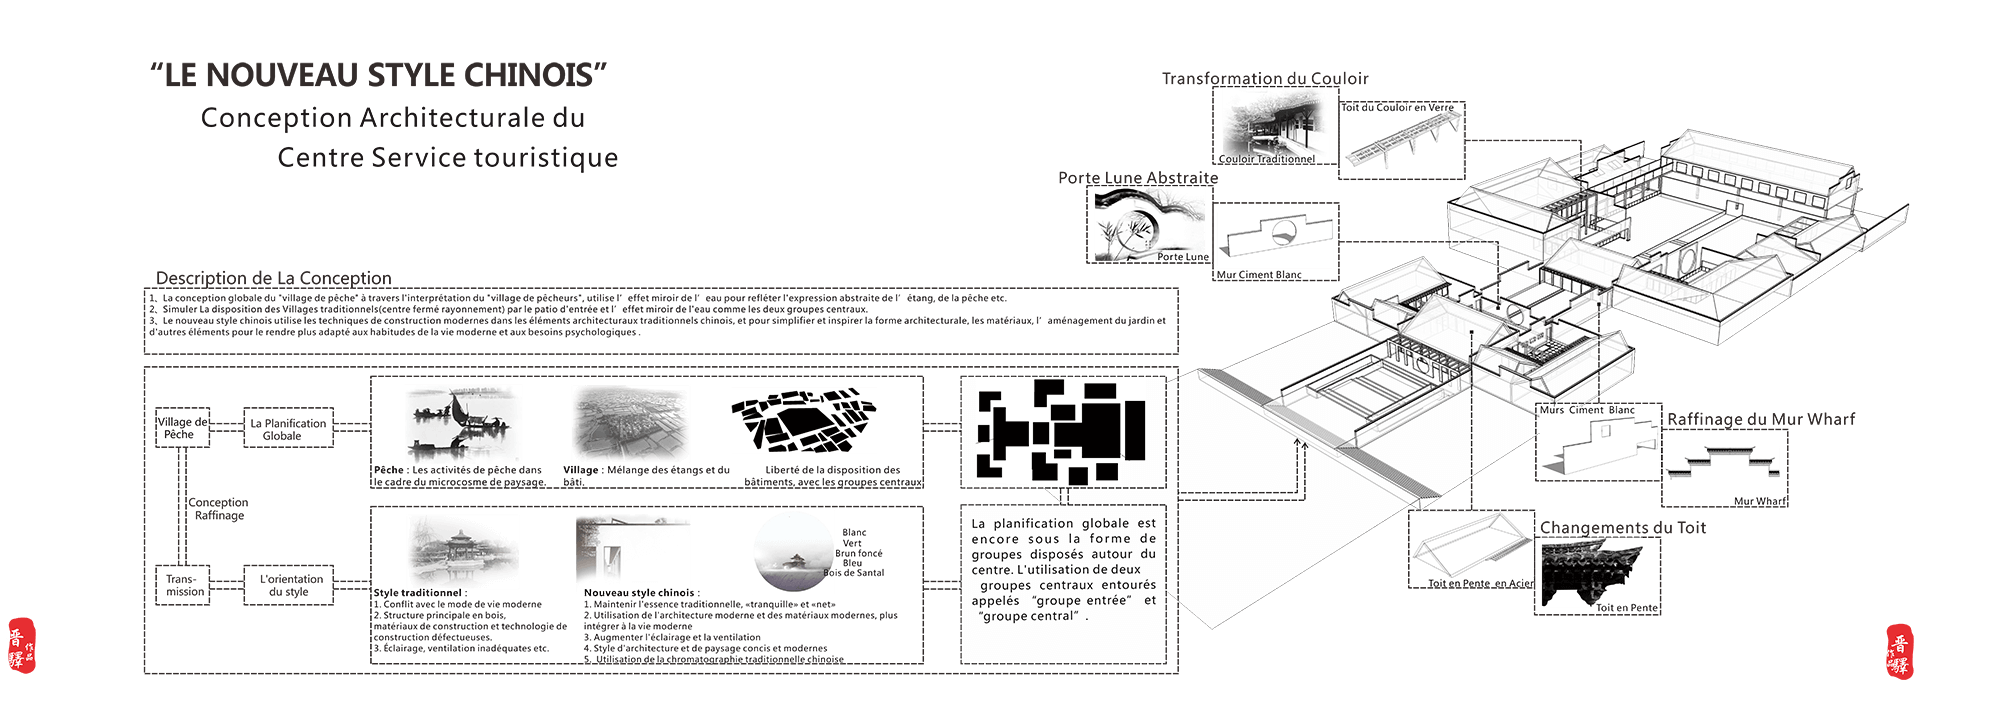 “LE NOUVEAU STYLE CHINOIS”
Conception Architecturale du
Centre Service touristique
Transformation du Couloir
Toit du Couloir en Verre
Couloir Traditionnel
Porte Lune Abstraite
Porte Lune
Mur Ciment Blanc
Description de La Conception
1、La conception globale du "village de pêche" à travers l'interprétation du "village de pêcheurs", utilise l’ effet miroir de l’ eau pour refléter l'expression abstraite de l’ étang, de la pêche etc.
2、Simuler La disposition des Villages traditionnels(centre fermé rayonnement) par le patio d'entrée et l’ effet miroir de l'eau comme les deux groupes centraux.
3、Le nouveau style chinois utilise les techniques de construction modernes dans les éléments architecturaux traditionnels chinois, et pour simplifier et inspirer la forme architecturale, les matériaux, l’ aménagement du jardin et
d'autres éléments pour le rendre plus adapté aux habitudes de la vie moderne et aux besoins psychologiques .
Village de
Pêche
La Planification
Globale
Pêche : Les activités de pêche dans
le cadre du microcosme de paysage.
Village : Mélange des étangs et du
bâti.
Liberté de la disposition des
bâtiments, avec les groupes centraux
Conception
Raffinage
Trans-
mission
L'orientation
du style
Style traditionnel :
1. Conflit avec le mode de vie moderne
2. Structure principale en bois,
matériaux de construction et technologie de
construction défectueuses.
3. Éclairage, ventilation inadéquates etc.
Blanc
Vert
Brun foncé
Bleu
Bois de Santal
Nouveau style chinois :
1. Maintenir l'essence traditionnelle, «tranquille» et «net»
2. Utilisation de l'architecture moderne et des matériaux modernes, plus
intégrer à la vie moderne
3. Augmenter l'éclairage et la ventilation
4. Style d'architecture et de paysage concis et modernes
5. Utilisation de la chromatographie traditionnelle chinoise
La planification globale est
encore sous la forme de
groupes disposés autour du
centre. L'utilisation de deux
groupes centraux entourés
appelés “groupe entrée” et
“groupe central” .
Murs Ciment Blanc
Raffinage du Mur Wharf
Mur Wharf
Changements du Toit
Toit en Pente en Acier
Toit en Pente
晋驛
作品
晋驛
作品